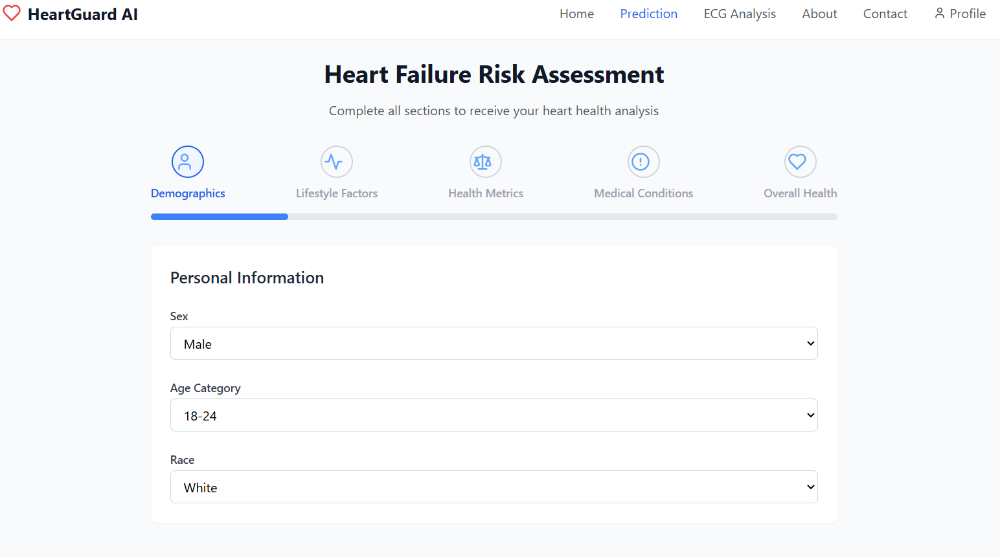 HeartGuard AI
Home Prediction ECG Analysis About Contact Profile
Heart Failure Risk Assessment
Complete all sections to receive your heart health analysis
Demographics Lifestyle Factors Health Metrics Medical Conditions Overall Health
Personal Information
Sex
Male
Age Category
18-24
Race
White